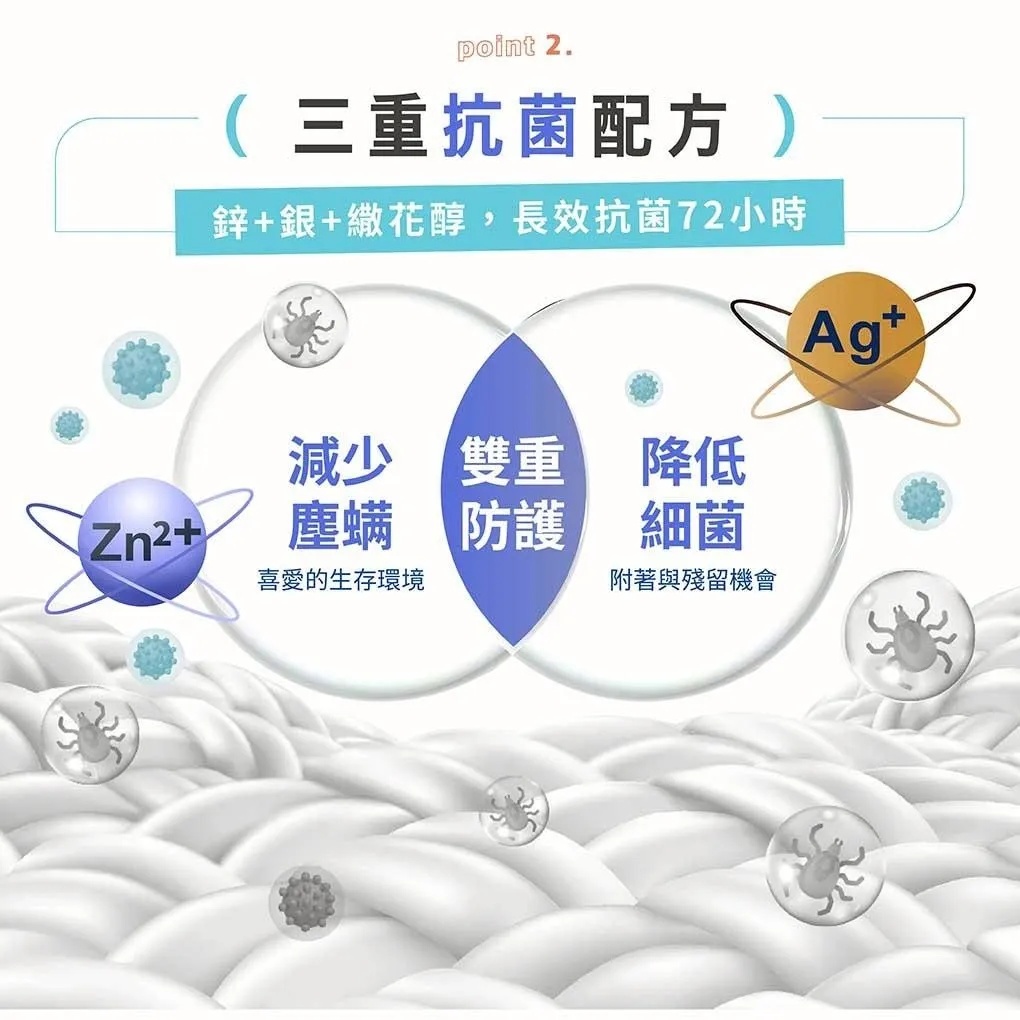 point 2.
( 三重抗菌配方 )
鋅+銀+繖花醇，長效抗菌72小時
Ag⁺
減少
塵螨
喜愛的生存環境
雙重
防護
降低
細菌
附著與殘留機會
Zn²⁺